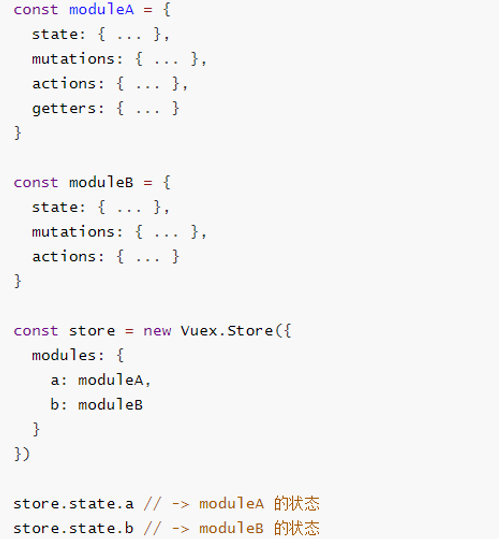 const moduleA = {
  state: { ... },
  mutations: { ... },
  actions: { ... },
  getters: { ... }
}

const moduleB = {
  state: { ... },
  mutations: { ... },
  actions: { ... }
}

const store = new Vuex.Store({
  modules: {
    a: moduleA,
    b: moduleB
  }
})

store.state.a // -> moduleA 的状态
store.state.b // -> moduleB 的状态